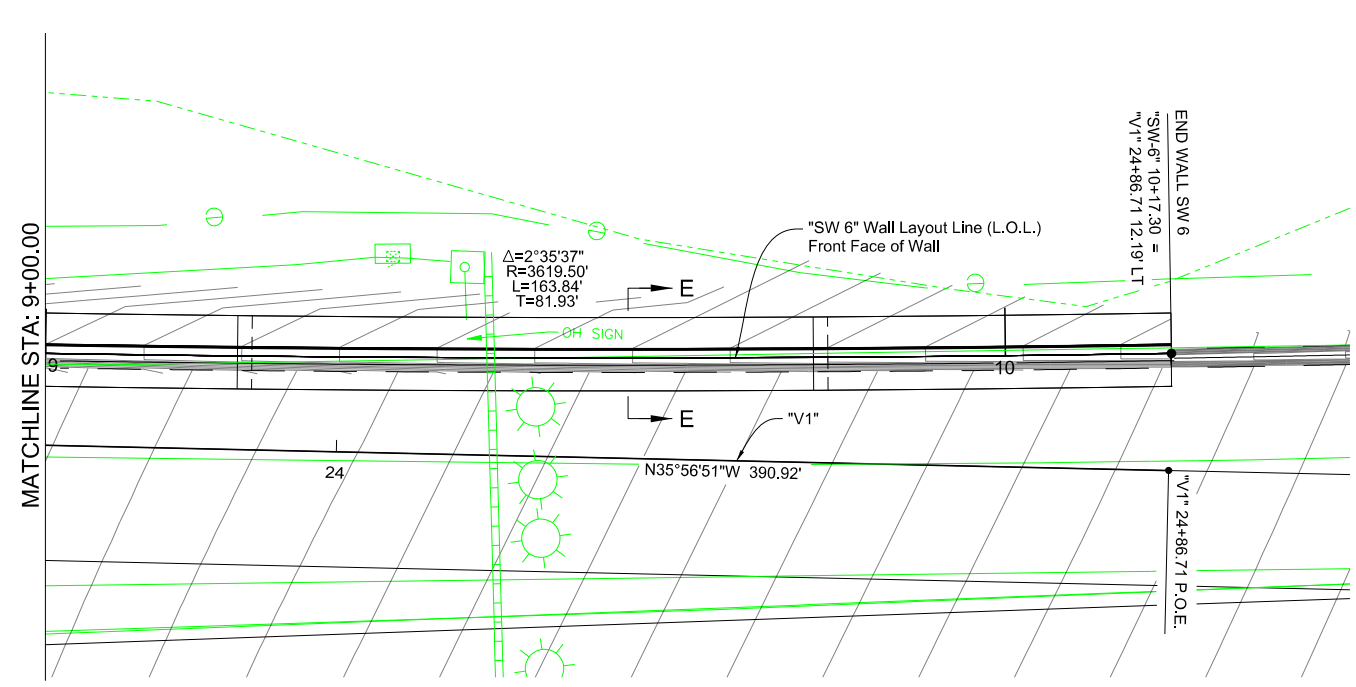 MATCHLINE STA: 9+00.00
Δ=2°35'37"
R=3619.50'
L=163.84'
T=81.93'
E
"SW 6" Wall Layout Line (L.O.L.)
Front Face of Wall
END WALL SW 6
"SW-6" 10+17.30 =
"V1" 24+86.71 12.19' LT
OH SIGN
9
10
E
"V1"
24
N35°56'51"W 390.92'
"V1" 24+86.71 P.O.E.